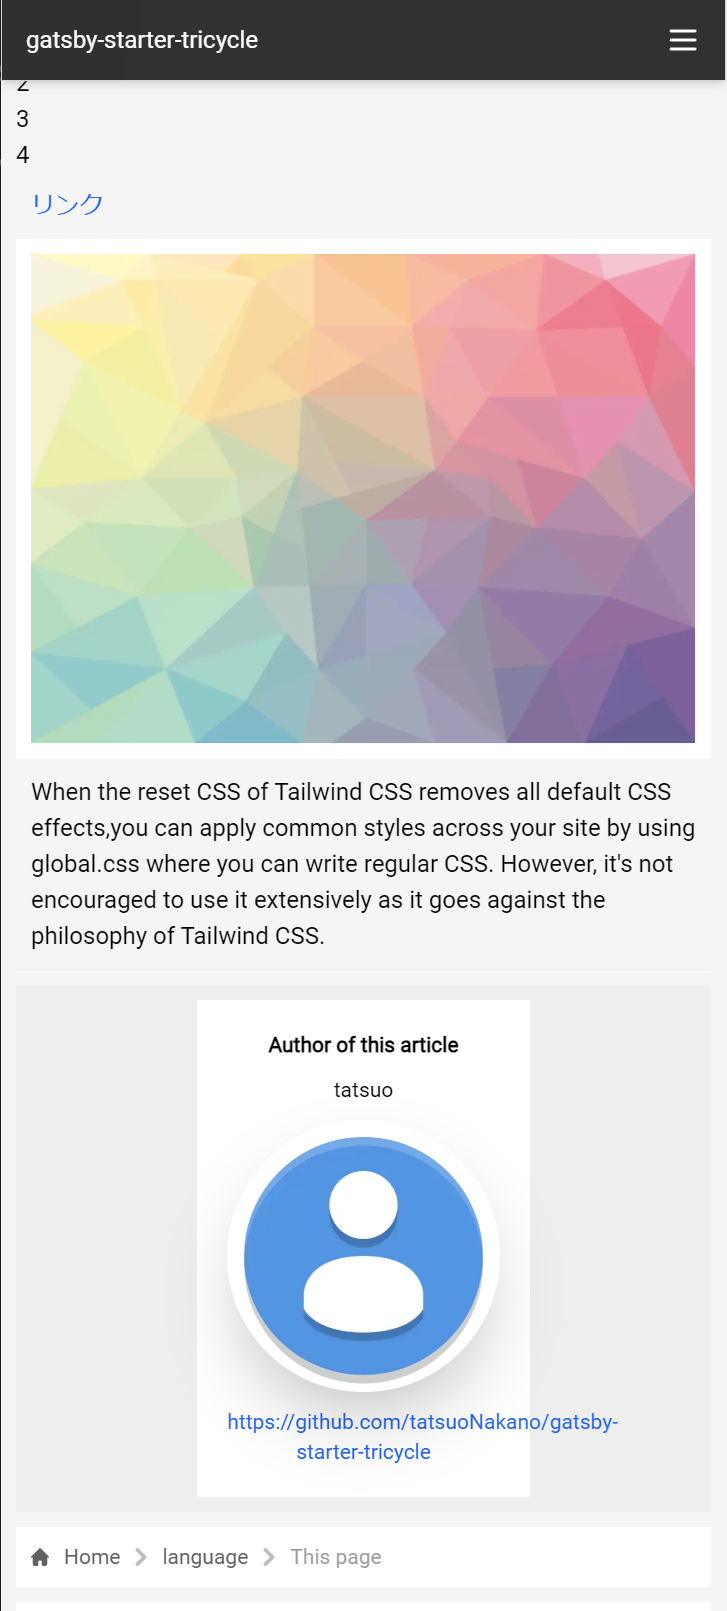 gatsby-starter-tricycle
2
3
4
リンク
When the reset CSS of Tailwind CSS removes all default CSS
effects,you can apply common styles across your site by using
global.css where you can write regular CSS. However, it's not
encouraged to use it extensively as it goes against the
philosophy of Tailwind CSS.
Author of this article
tatsuo
https://github.com/tatsuoNakano/gatsby-
starter-tricycle
Home language This page